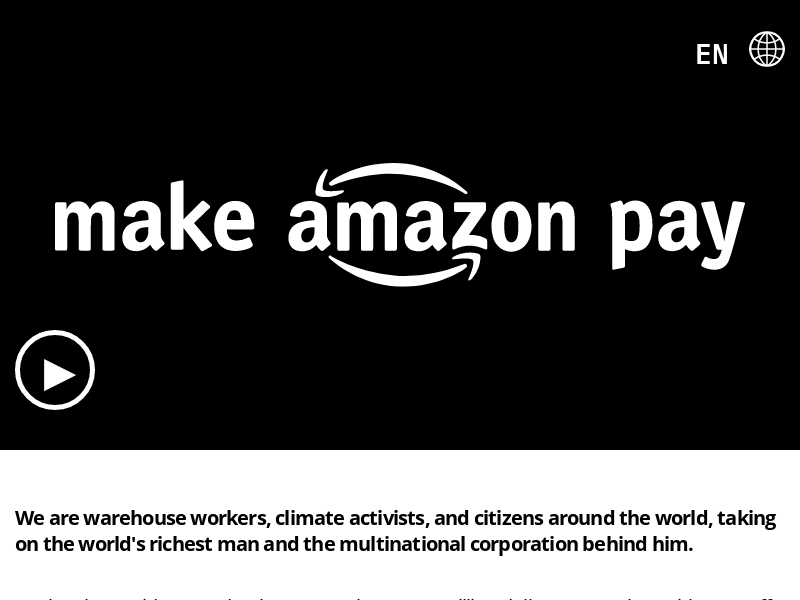 EN
make amazon pay
We are warehouse workers, climate activists, and citizens around the world, taking
on the world's richest man and the multinational corporation behind him.